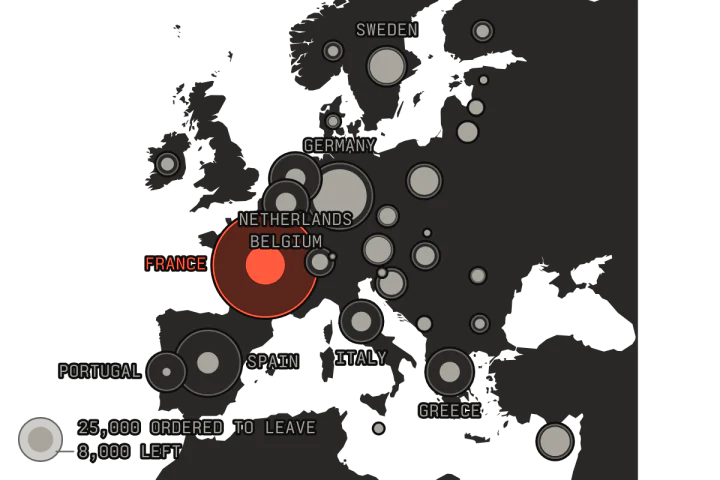 SWEDEN
GERMANY
NETHERLANDS
BELGIUM
FRANCE
ITALY
SPAIN
PORTUGAL
GREECE
25,000 ORDERED TO LEAVE
8,000 LEFT